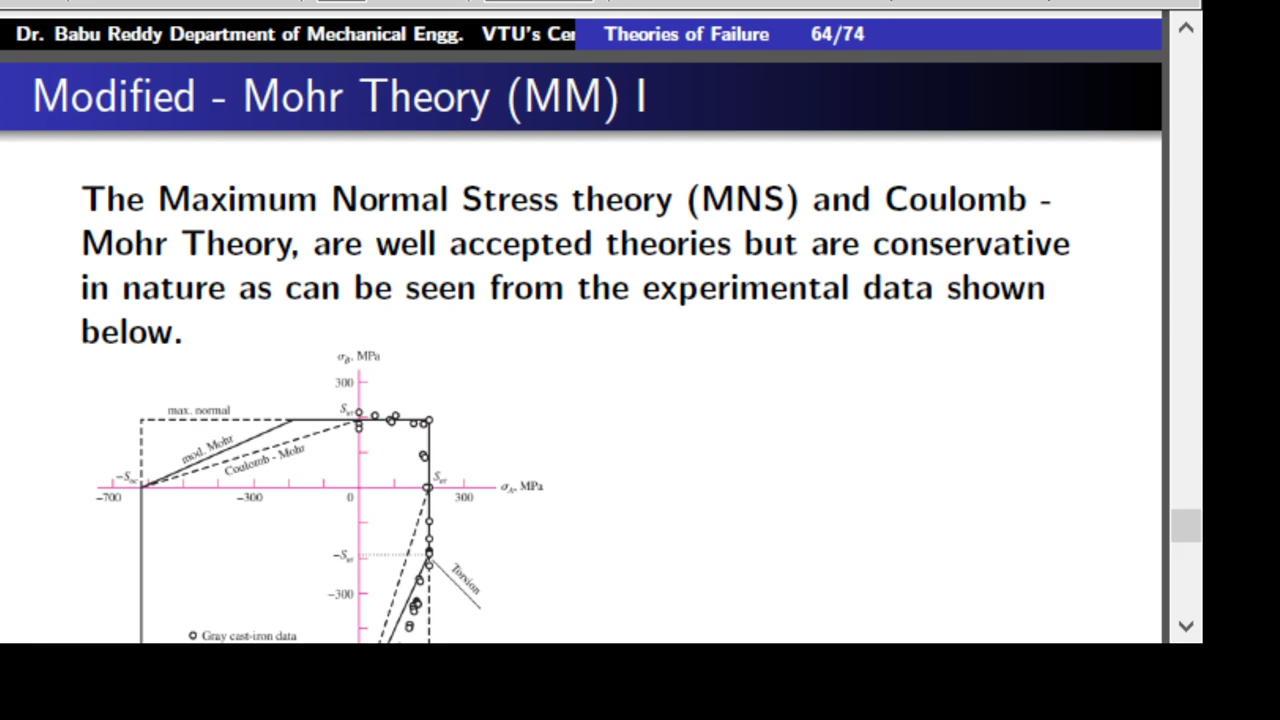 Dr. Babu Reddy Department of Mechanical Engg. VTU's Cen Theories of Failure 64/74
Modified - Mohr Theory (MM) I
The Maximum Normal Stress theory (MNS) and Coulomb -
Mohr Theory, are well accepted theories but are conservative
in nature as can be seen from the experimental data shown
below.
σB, MPa
300
Sut
max. normal
mod. Mohr
Coulomb - Mohr
−Suc
Sut
−700
−300
0
300
σA, MPa
−Sut
Torsion
−300
Gray cast-iron data